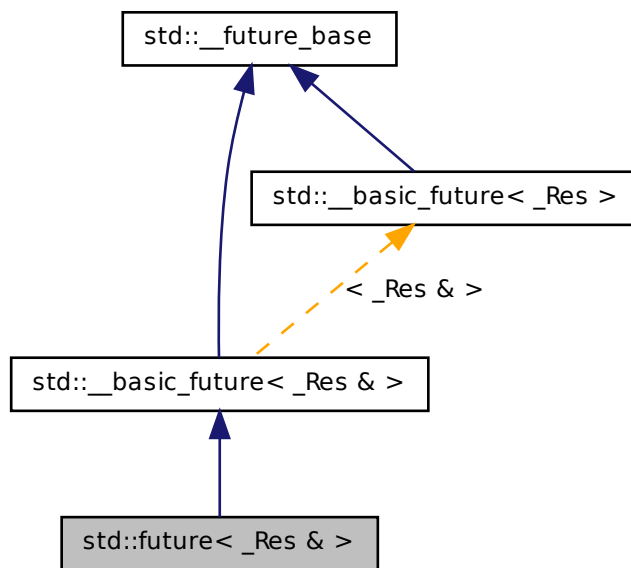 std::__future_base
std::__basic_future< _Res >
< _Res & >
std::__basic_future< _Res & >
std::future< _Res & >